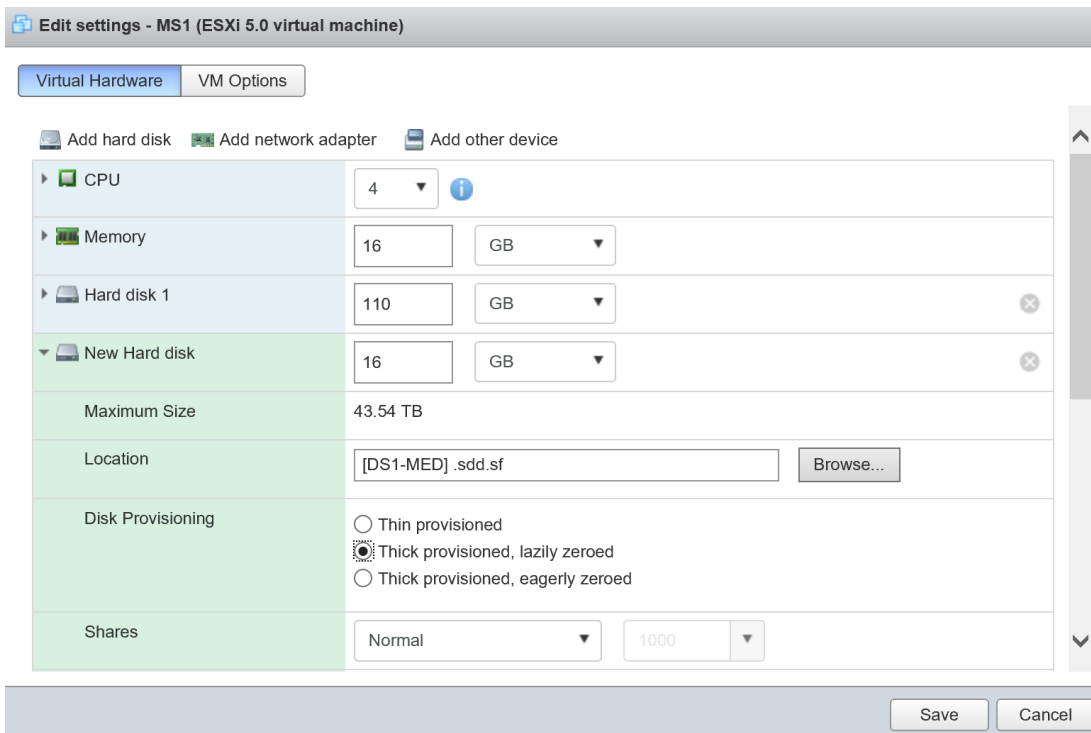 Edit settings - MS1 (ESXi 5.0 virtual machine)
Virtual Hardware VM Options
Add hard disk Add network adapter Add other device
CPU 4
Memory 16 GB
Hard disk 1 110 GB
New Hard disk 16 GB
Maximum Size 43.54 TB
Location [DS1-MED] .sdd.sf Browse...
Disk Provisioning
Thin provisioned
Thick provisioned, lazily zeroed
Thick provisioned, eagerly zeroed
Shares Normal 1000
Save Cancel